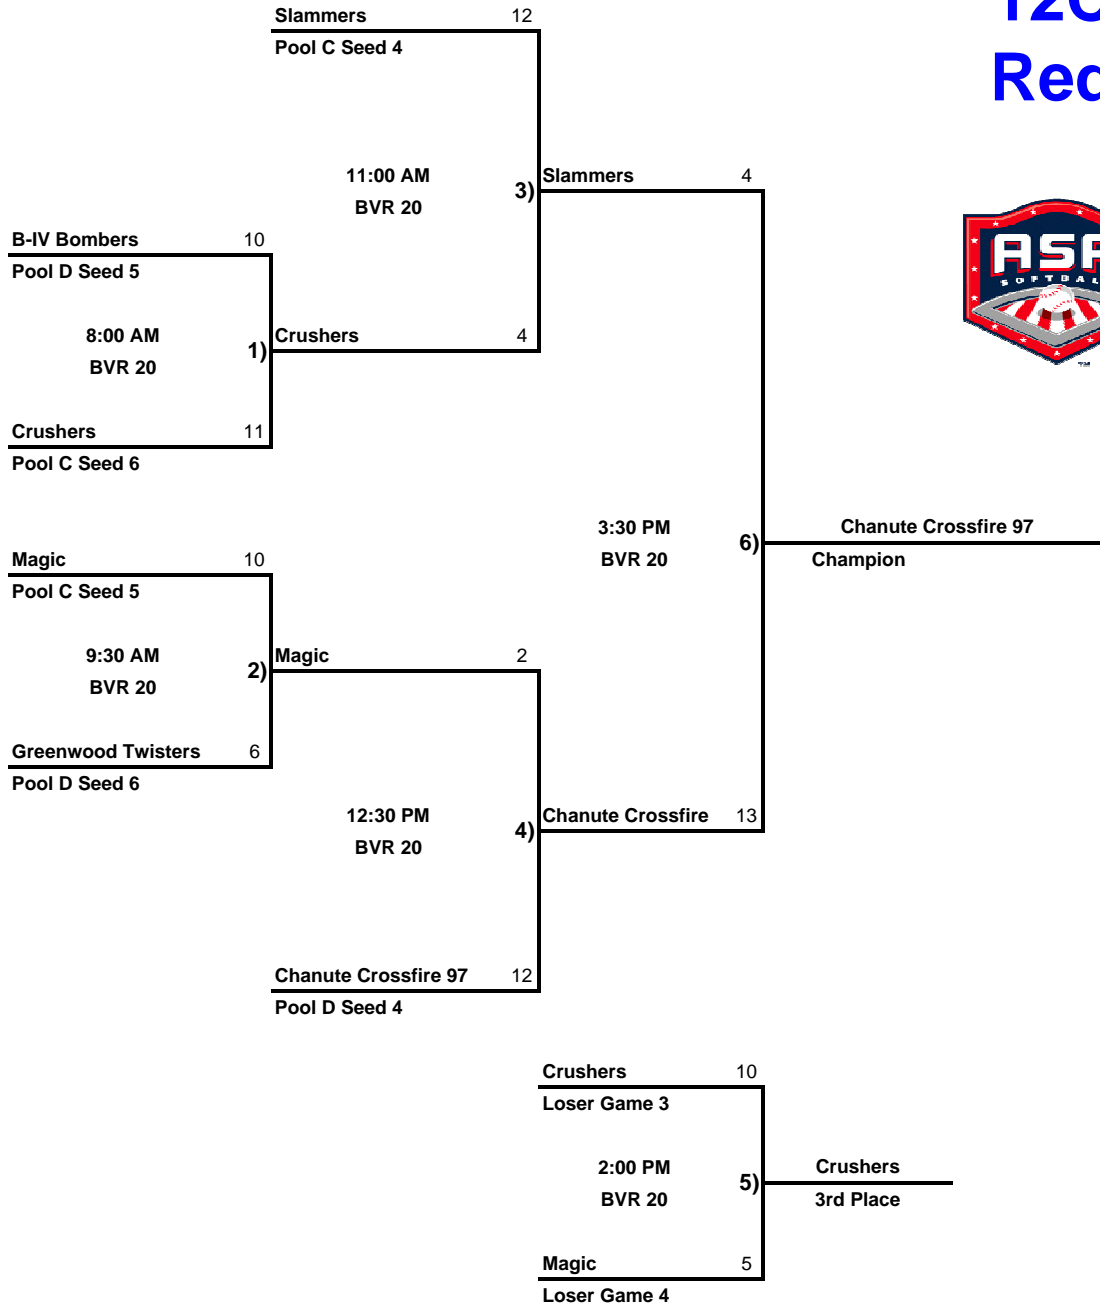 Slammers 12
Pool C Seed 4
11:00 AM
BVR 20
3)
Slammers 4
B-IV Bombers 10
Pool D Seed 5
8:00 AM
BVR 20
1)
Crushers 4
Crushers 11
Pool C Seed 6
3:30 PM
BVR 20
6)
Chanute Crossfire 97
Champion
Magic 10
Pool C Seed 5
9:30 AM
BVR 20
2)
Magic 2
Greenwood Twisters 6
Pool D Seed 6
12:30 PM
BVR 20
4)
Chanute Crossfire 13
Chanute Crossfire 97 12
Pool D Seed 4
Crushers 10
Loser Game 3
2:00 PM
BVR 20
5)
Crushers
3rd Place
Magic 5
Loser Game 4
ASA
SOFTBAL
TM